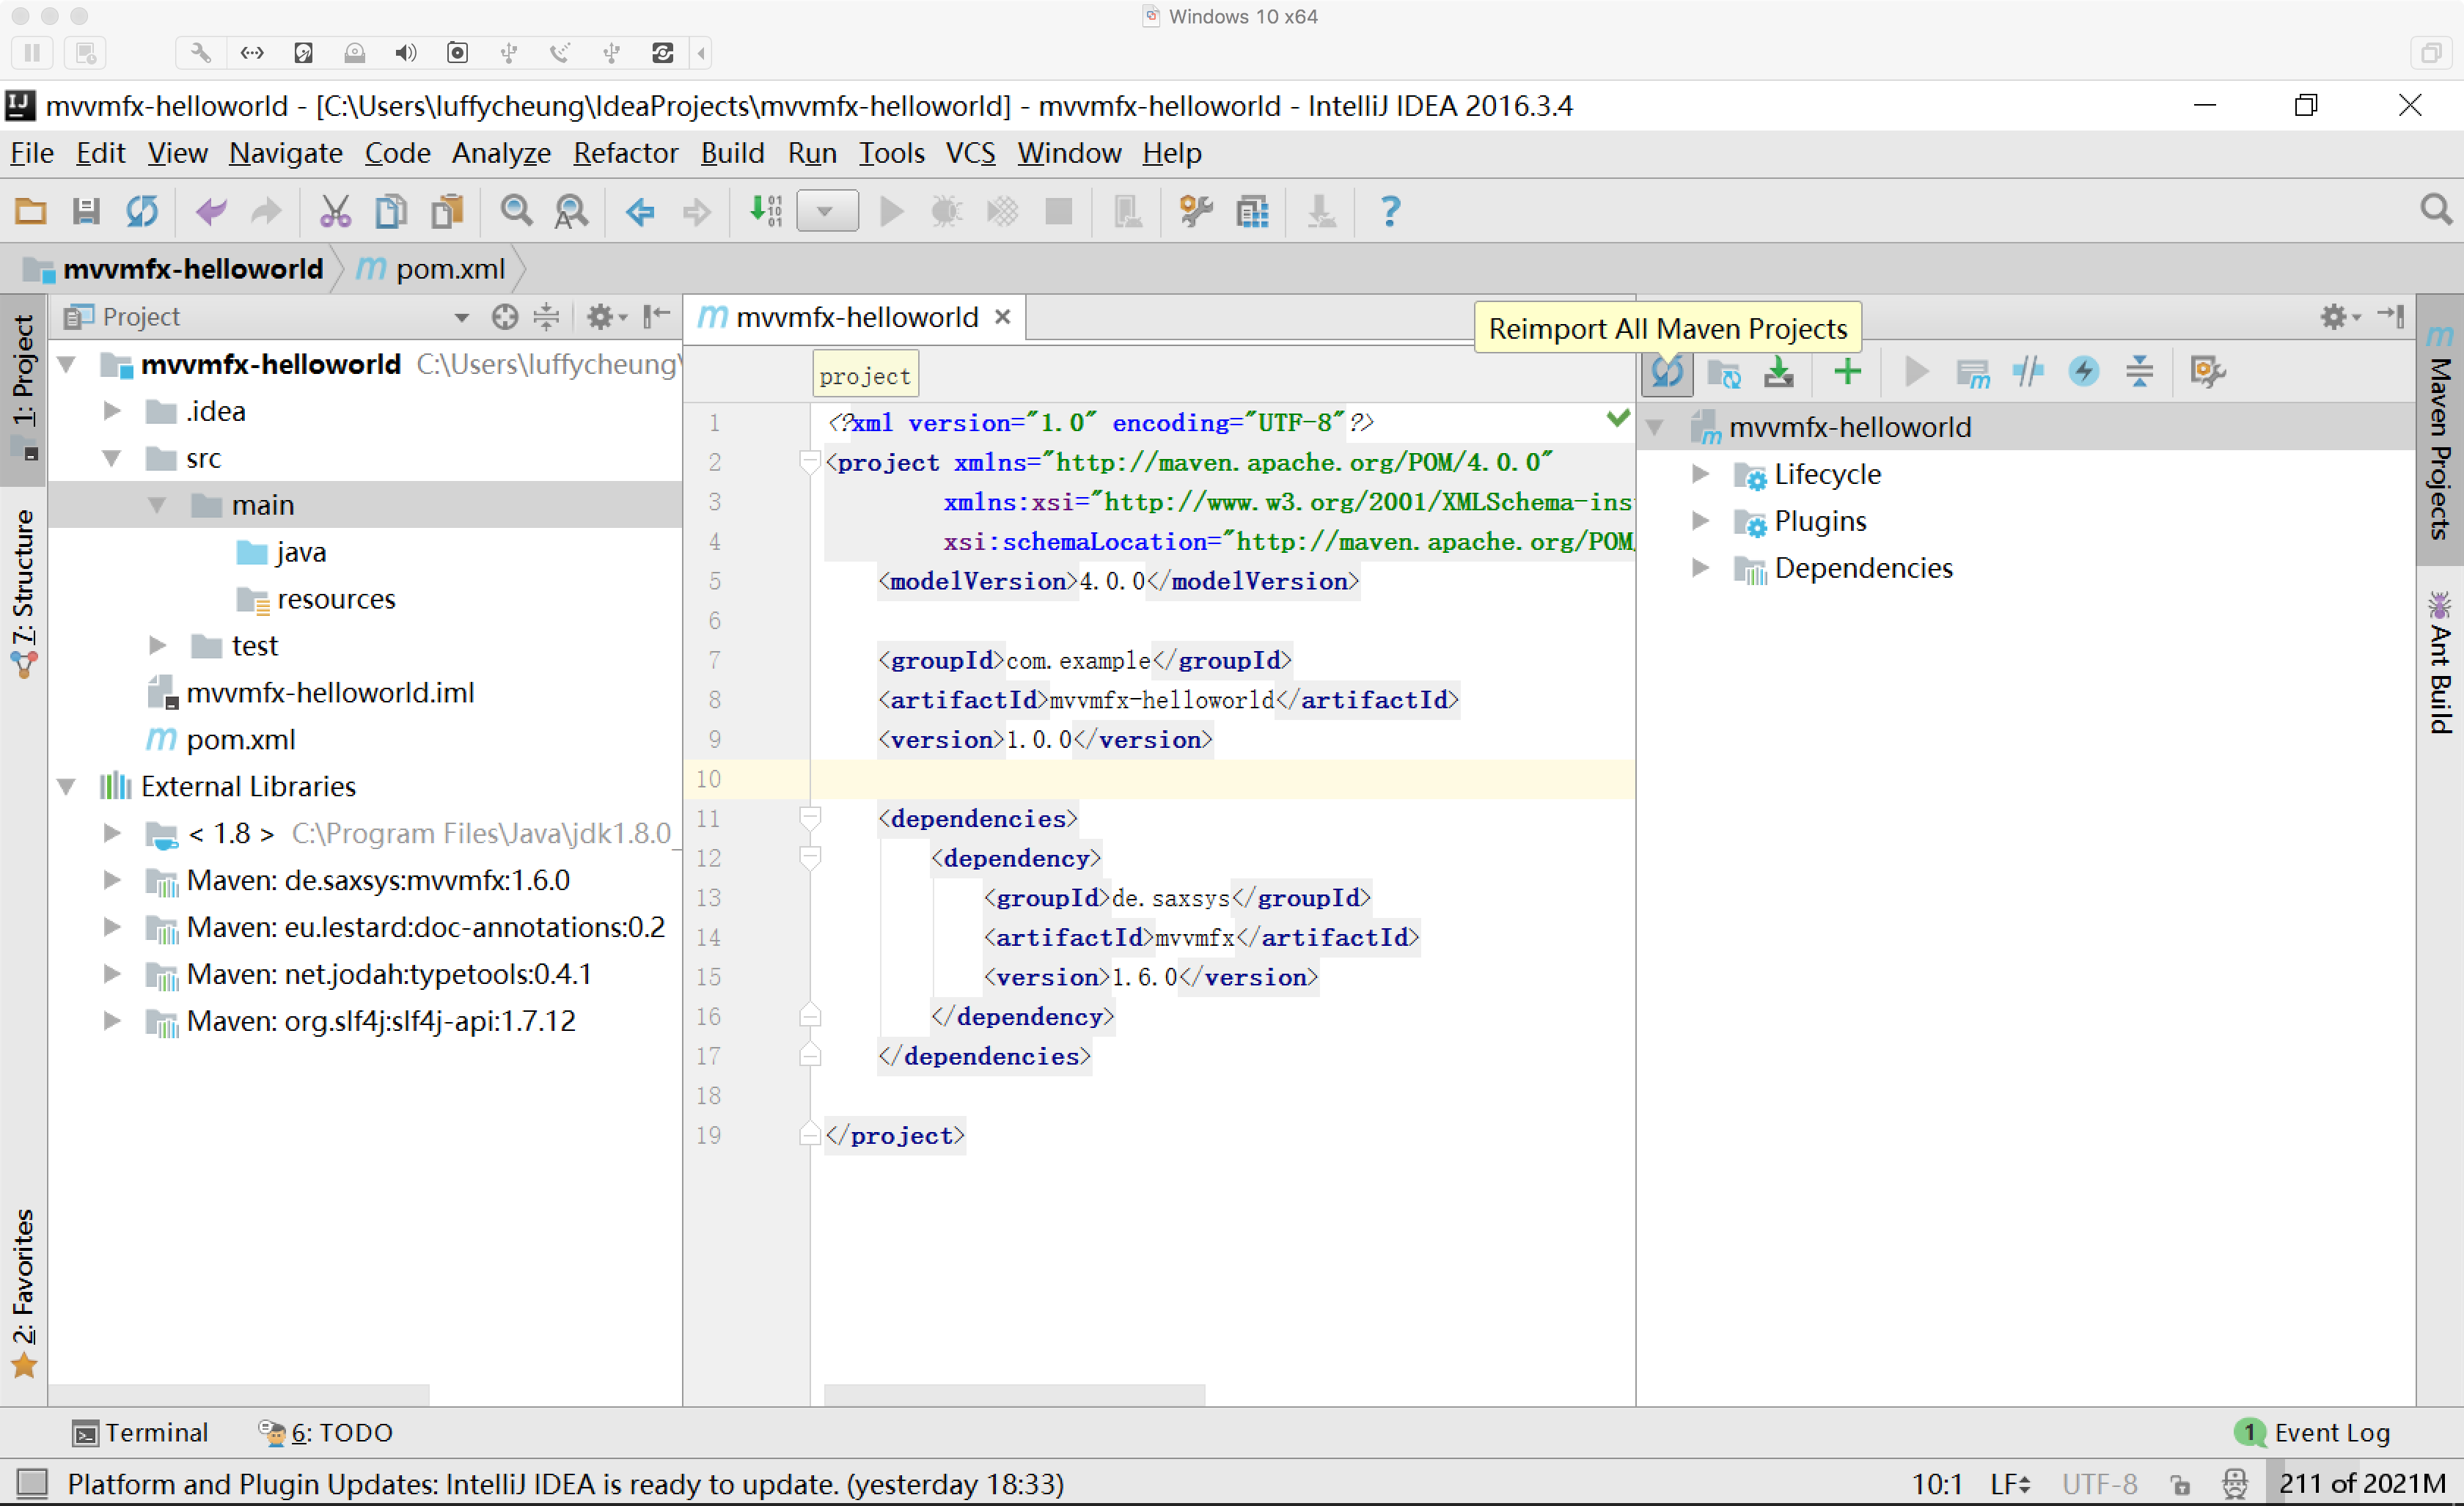 Windows 10 x64
mvvmfx-helloworld - [C:\Users\luffycheung\IdeaProjects\mvvmfx-helloworld] - mvvmfx-helloworld - IntelliJ IDEA 2016.3.4
File Edit View Navigate Code Analyze Refactor Build Run Tools VCS Window Help
mvvmfx-helloworld pom.xml
1: Project
7: Structure
2: Favorites
Project
mvvmfx-helloworld C:\Users\luffycheung\
.idea
src
main
java
resources
test
mvvmfx-helloworld.iml
pom.xml
External Libraries
< 1.8 > C:\Program Files\Java\jdk1.8.0_
Maven: de.saxsys:mvvmfx:1.6.0
Maven: eu.lestard:doc-annotations:0.2
Maven: net.jodah:typetools:0.4.1
Maven: org.slf4j:slf4j-api:1.7.12
mvvmfx-helloworld
project
1 <?xml version="1.0" encoding="UTF-8"?>
2 <project xmlns="http://maven.apache.org/POM/4.0.0"
3 xmlns:xsi="http://www.w3.org/2001/XMLSchema-ins
4 xsi:schemaLocation="http://maven.apache.org/POM
5 <modelVersion>4.0.0</modelVersion>
6
7 <groupId>com.example</groupId>
8 <artifactId>mvvmfx-helloworld</artifactId>
9 <version>1.0.0</version>
10
11 <dependencies>
12 <dependency>
13 <groupId>de.saxsys</groupId>
14 <artifactId>mvvmfx</artifactId>
15 <version>1.6.0</version>
16 </dependency>
17 </dependencies>
18
19 </project>
Reimport All Maven Projects
mvvmfx-helloworld
Lifecycle
Plugins
Dependencies
Maven Projects
Ant Build
Terminal 6: TODO 1 Event Log
Platform and Plugin Updates: IntelliJ IDEA is ready to update. (yesterday 18:33) 10:1 LF UTF-8 211 of 2021M